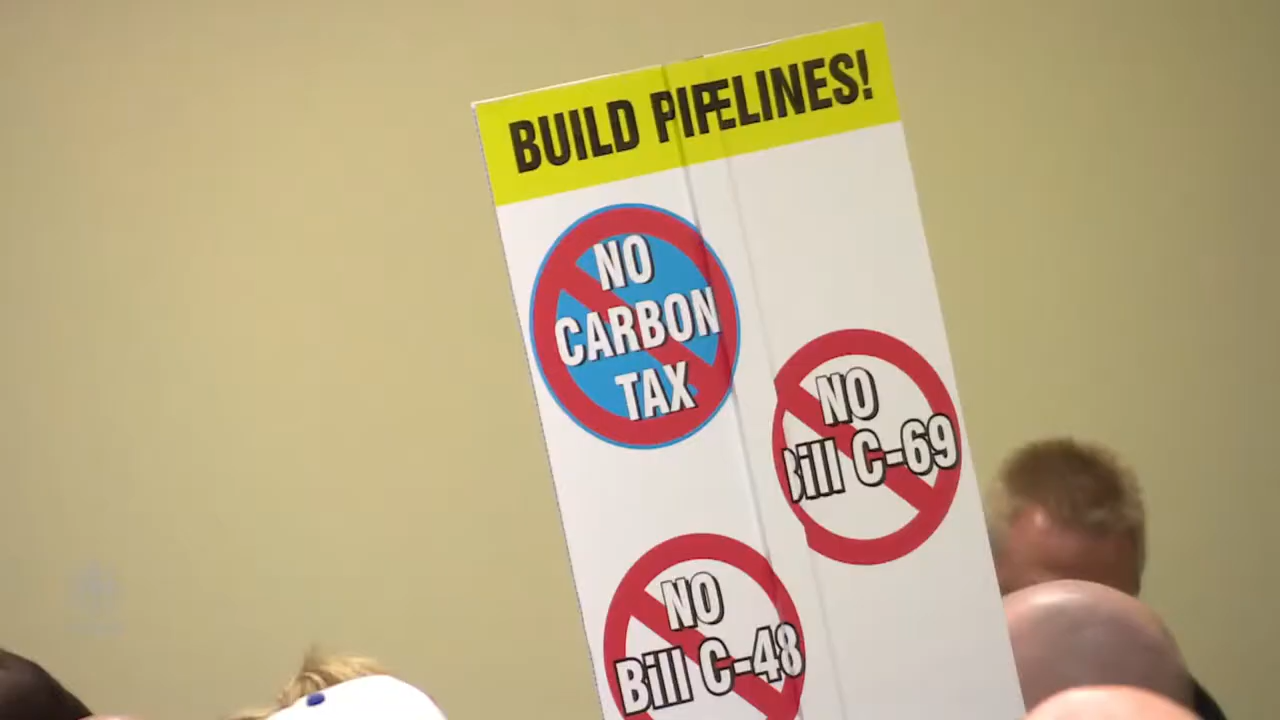 BUILD PIPELINES!
NO
CARBON
TAX
NO
Bill C-69
NO
Bill C-48